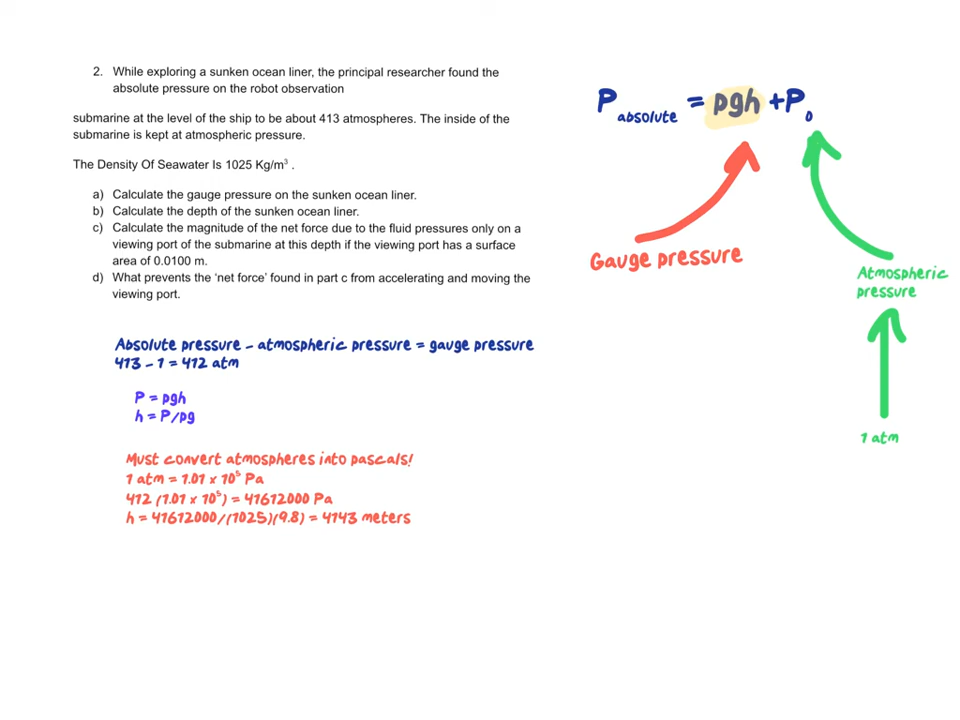 2. While exploring a sunken ocean liner, the principal researcher found the
absolute pressure on the robot observation
submarine at the level of the ship to be about 413 atmospheres. The inside of the
submarine is kept at atmospheric pressure.
The Density Of Seawater Is 1025 Kg/m³ .
a) Calculate the gauge pressure on the sunken ocean liner.
b) Calculate the depth of the sunken ocean liner.
c) Calculate the magnitude of the net force due to the fluid pressures only on a
viewing port of the submarine at this depth if the viewing port has a surface
area of 0.0100 m.
d) What prevents the 'net force' found in part c from accelerating and moving the
viewing port.
Absolute pressure - atmospheric pressure = gauge pressure
413 - 1 = 412 atm
P = pgh
h = P/pg
Must convert atmospheres into pascals!
1 atm = 1.01 x 10⁵ Pa
412 (1.01 x 10⁵) = 41612000 Pa
h = 41612000/(1025)(9.8) = 4143 meters
P absolute = pgh + P₀
Gauge pressure
Atmospheric
pressure
1 atm